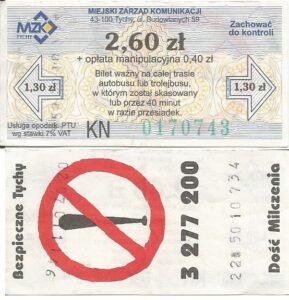 MIEJSKI ZARZĄD KOMUNIKACJI
43-100 Tychy, ul. Budowlanych 59
MZK
TYCHY
Zachować
do kontroli
2,60 zł
+ opłata manipulacyjna 0,40 zł
1,30 zł
Bilet ważny na całej trasie
autobusu lub trolejbusu,
w którym został skasowany
lub przez 40 minut
w razie przesiadek.
1,30 zł
Usługa opodatk. PTU
wg stawki 7% VAT
KN 0170743
Bezpieczne Tychy
3 277 200
Dość Milczenia